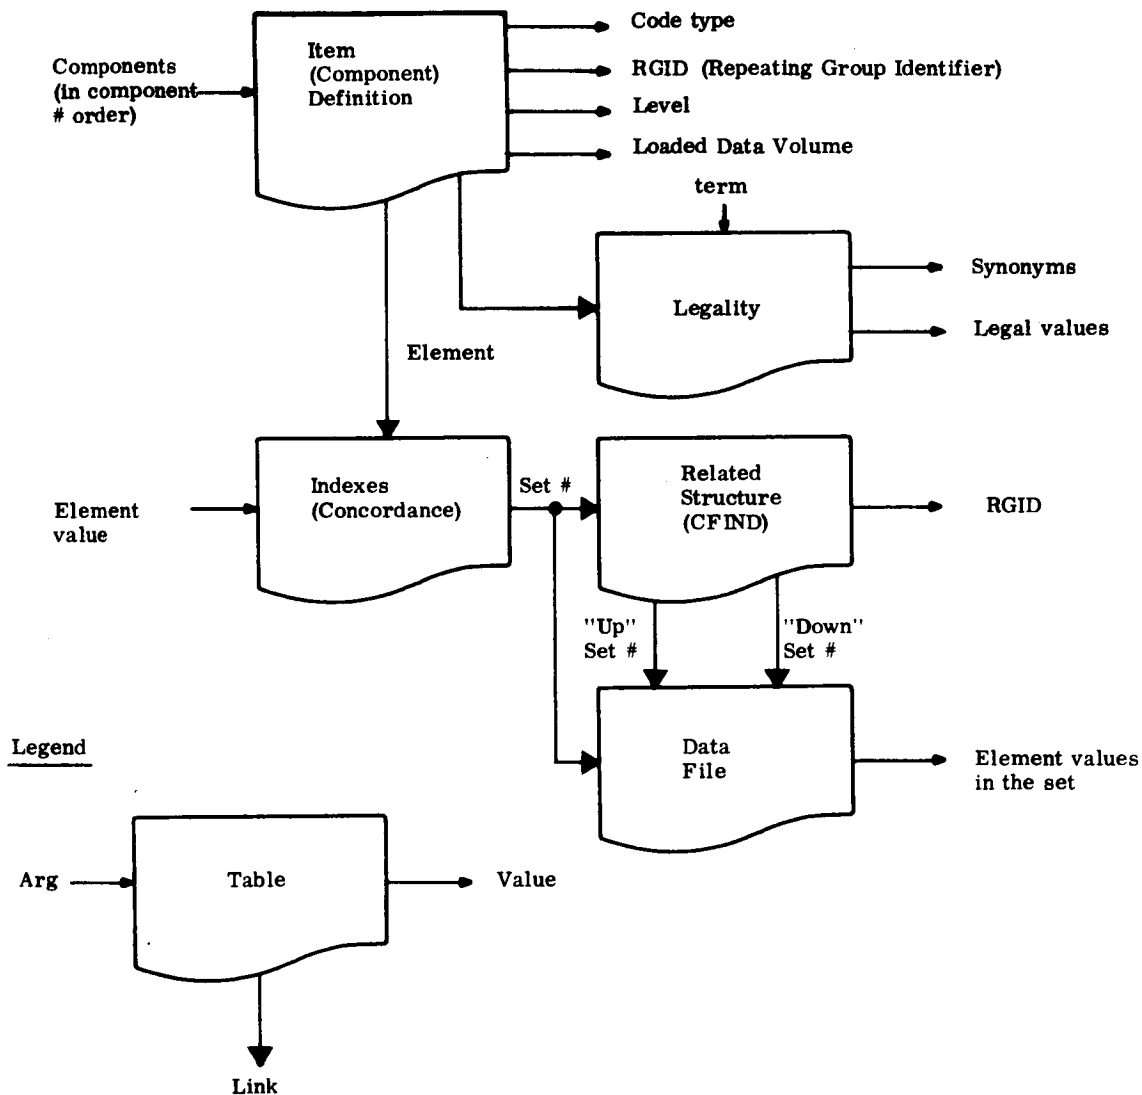 Code type
Item
(Component)
Definition
Components
(in component
# order)
RGID (Repeating Group Identifier)
Level
Loaded Data Volume
term
Synonyms
Legality
Legal values
Element
Indexes
(Concordance)
Set #
Related
Structure
(CFIND)
Element
value
RGID
"Up"
Set #
"Down"
Set #
Data
File
Element values
in the set
Legend
Arg
Table
Value
Link